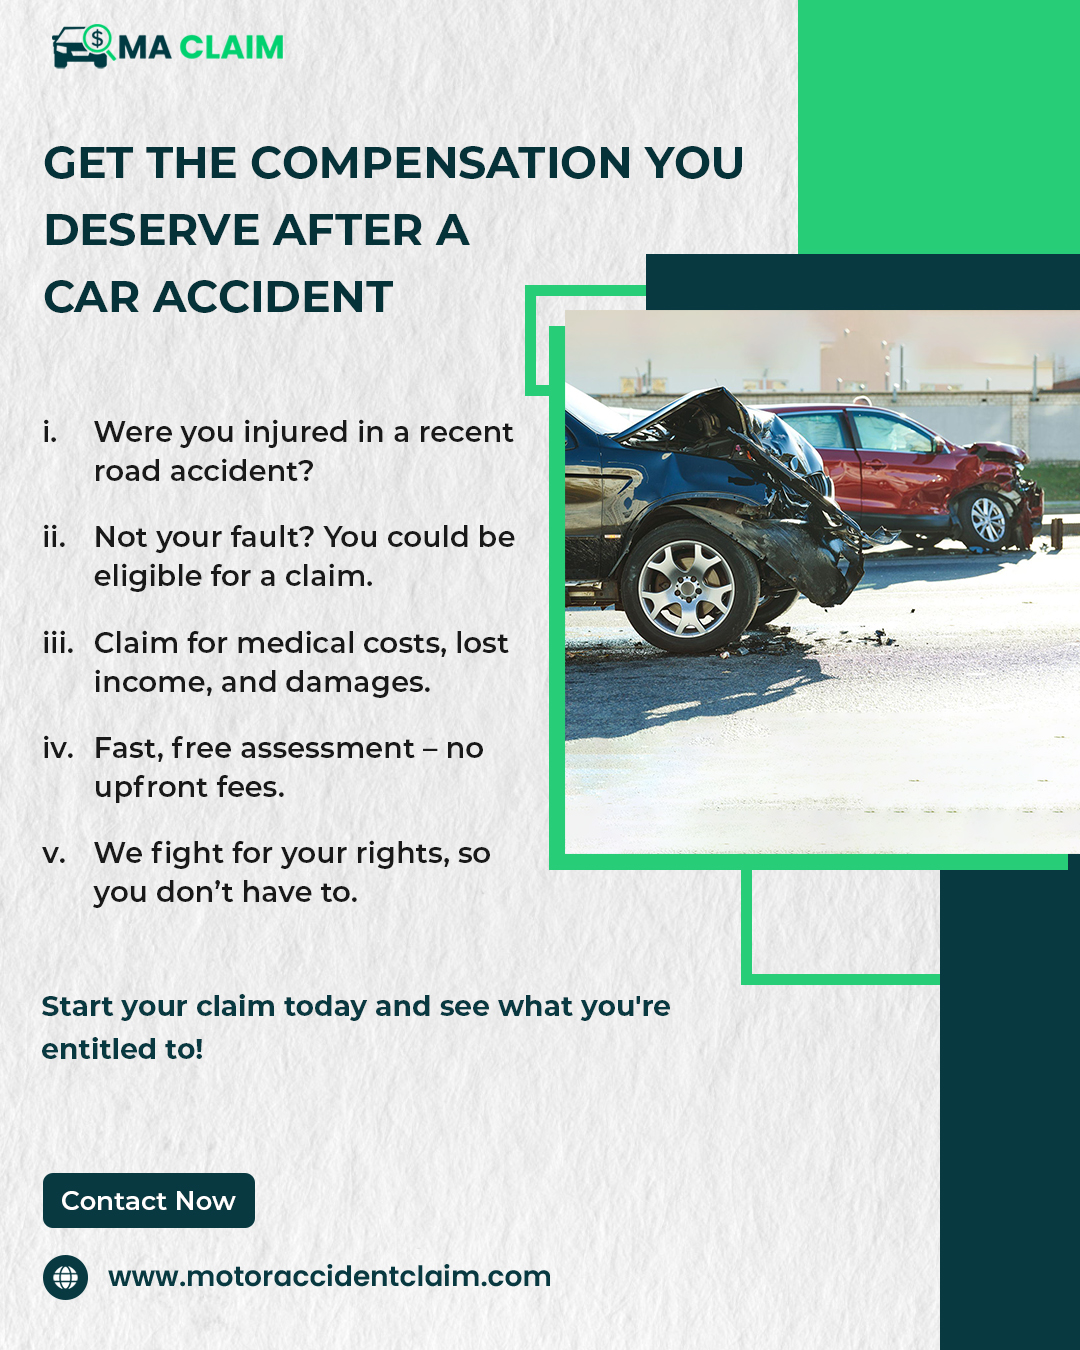 MA CLAIM
GET THE COMPENSATION YOU
DESERVE AFTER A
CAR ACCIDENT
i. Were you injured in a recent
road accident?
ii. Not your fault? You could be
eligible for a claim.
iii. Claim for medical costs, lost
income, and damages.
iv. Fast, free assessment – no
upfront fees.
v. We fight for your rights, so
you don’t have to.
Start your claim today and see what you're
entitled to!
Contact Now
www.motoraccidentclaim.com